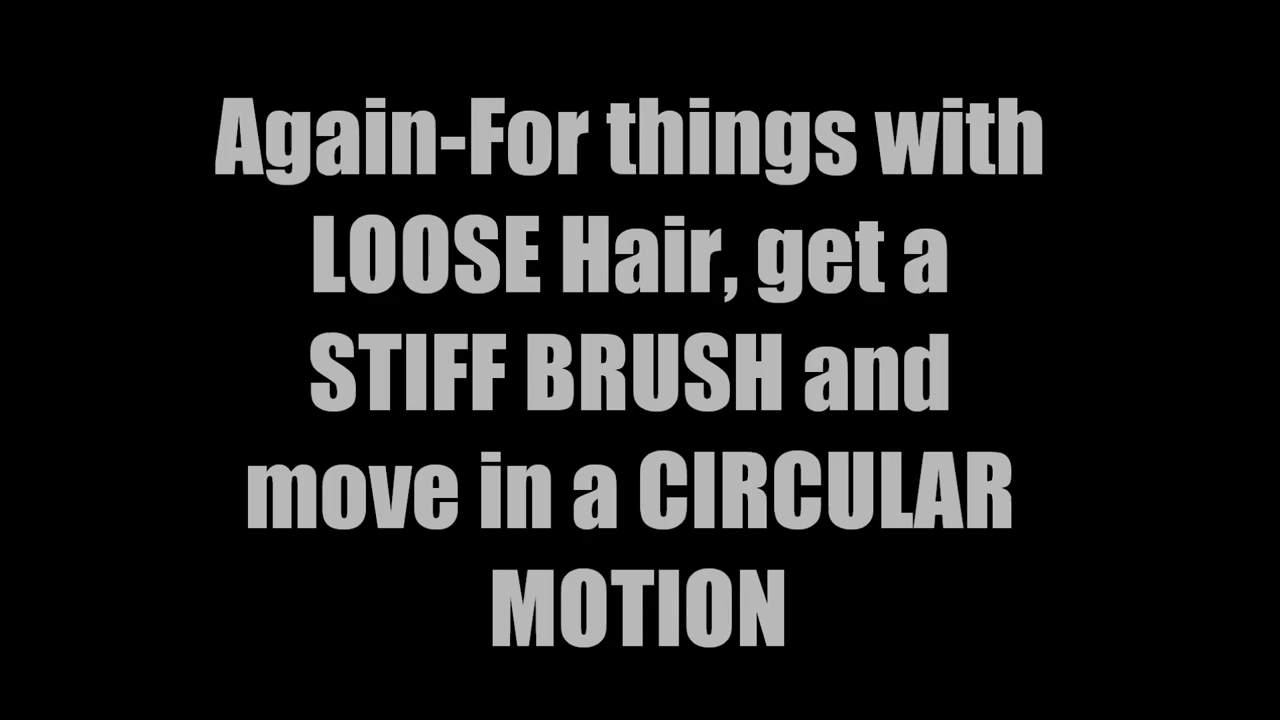 Again-For things with
LOOSE Hair, get a
STIFF BRUSH and
move in a CIRCULAR
MOTION